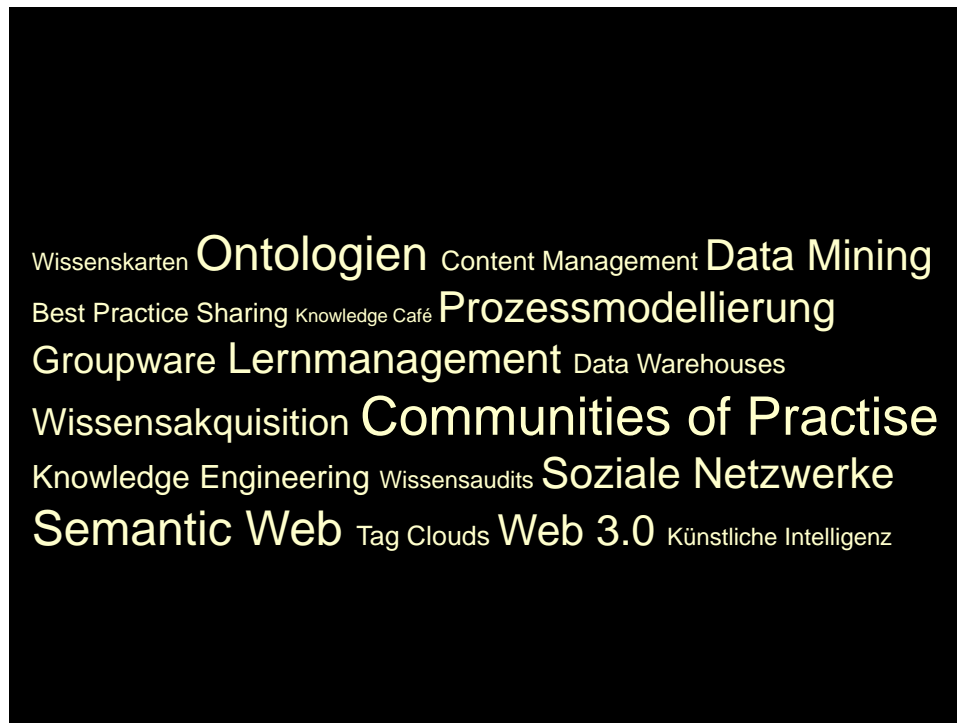 Wissenskarten Ontologien Content Management Data Mining
Best Practice Sharing Knowledge Café Prozessmodellierung
Groupware Lernmanagement Data Warehouses
Wissensakquisition Communities of Practise
Knowledge Engineering Wissensaudits Soziale Netzwerke
Semantic Web Tag Clouds Web 3.0 Künstliche Intelligenz